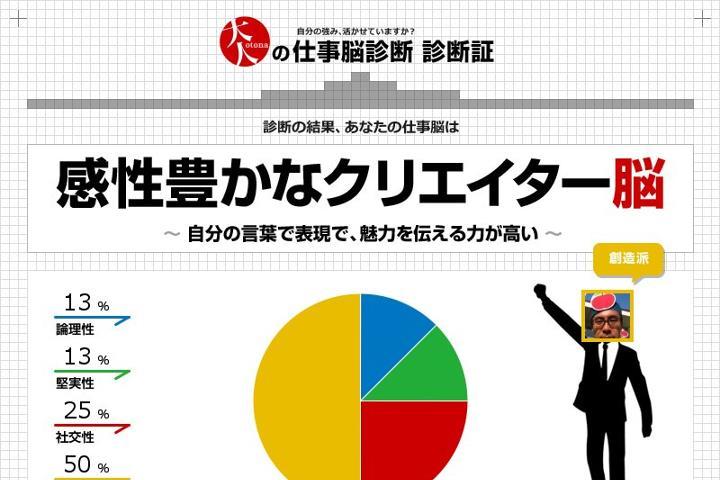 自分の強み、活かせていますか?
大人
otona
の仕事脳診断 診断証
診断の結果、あなたの仕事脳は
感性豊かなクリエイター脳
～ 自分の言葉で表現で、魅力を伝える力が高い ～
創造派
13 %
論理性
13 %
堅実性
25 %
社交性
50 %